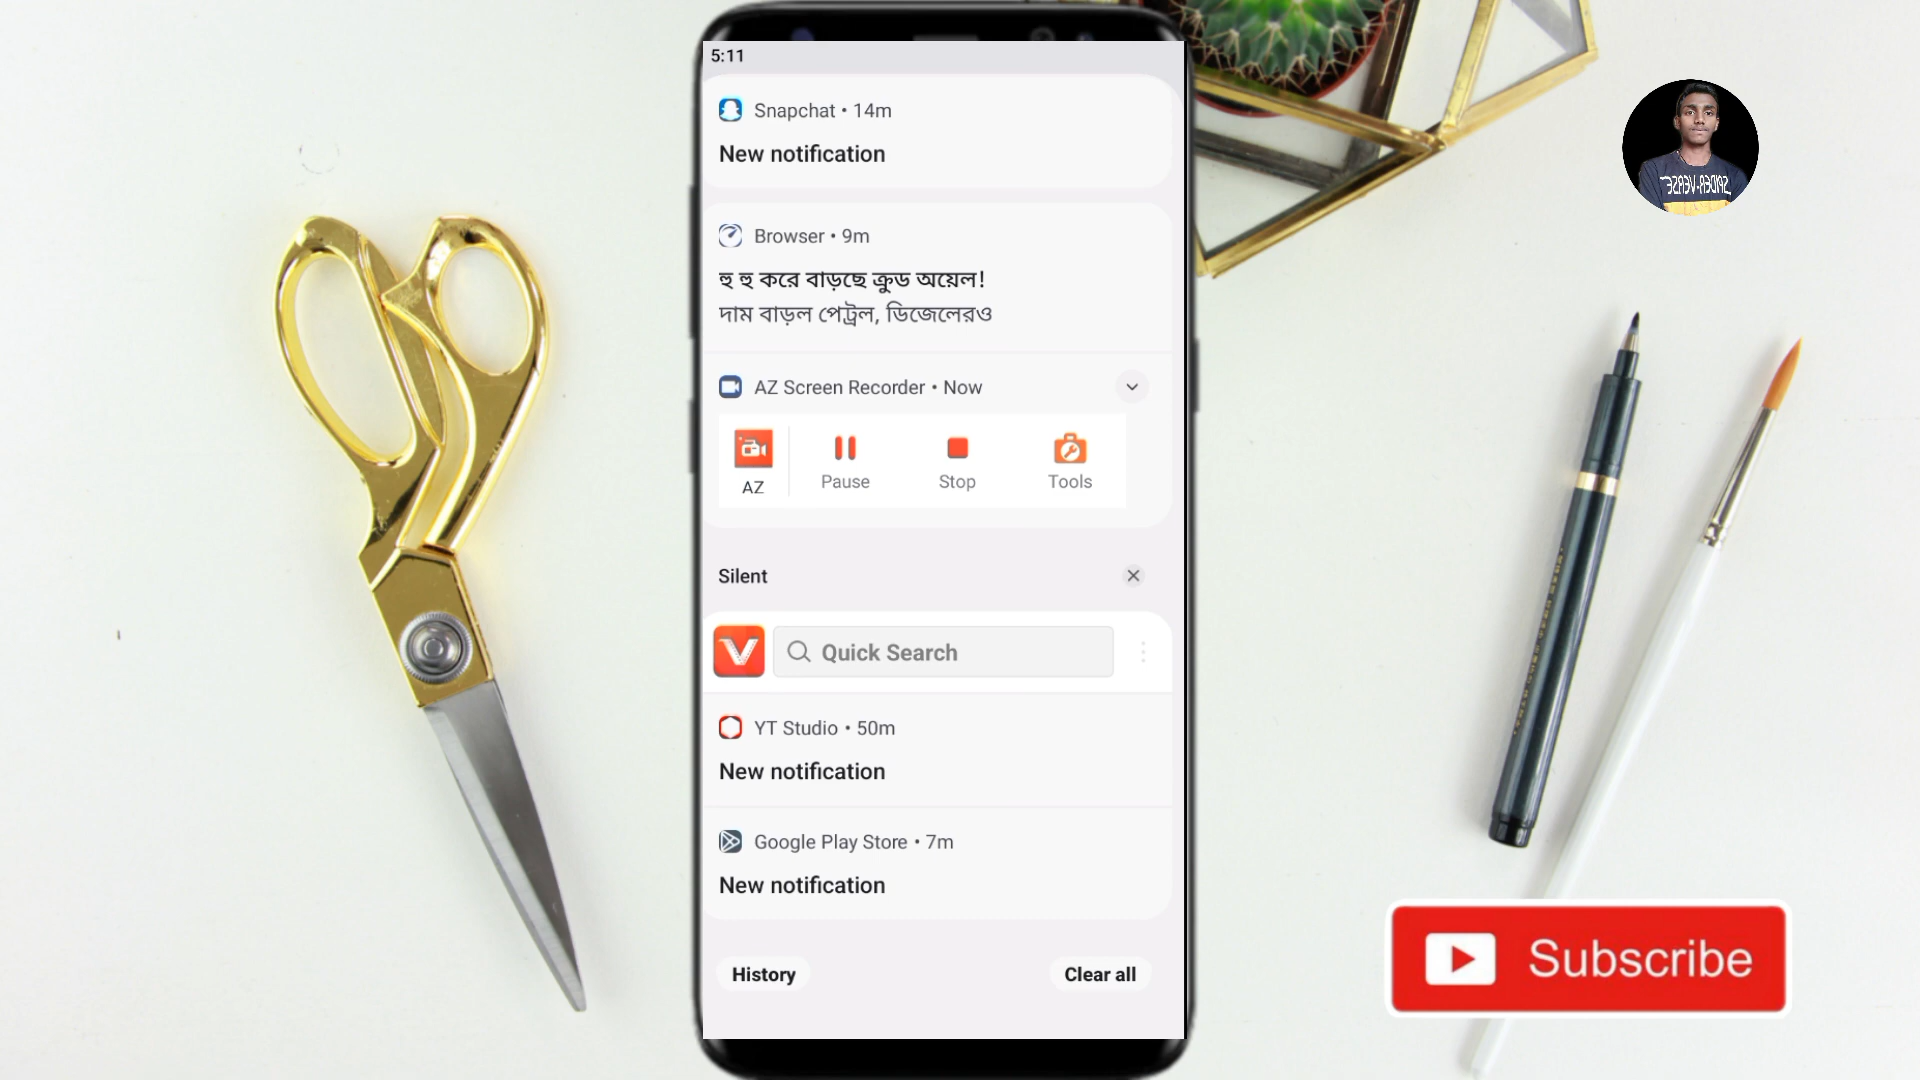 5:11
Snapchat • 14m
New notification
Browser • 9m
হু হু করে বাড়ছে ক্রুড অয়েল!
দাম বাড়ল পেট্রল, ডিজেলেরও
AZ Screen Recorder • Now
AZ
Pause
Stop
Tools
Silent
Quick Search
YT Studio • 50m
New notification
Google Play Store • 7m
New notification
History
Clear all
SPIDER-VERSE
Subscribe